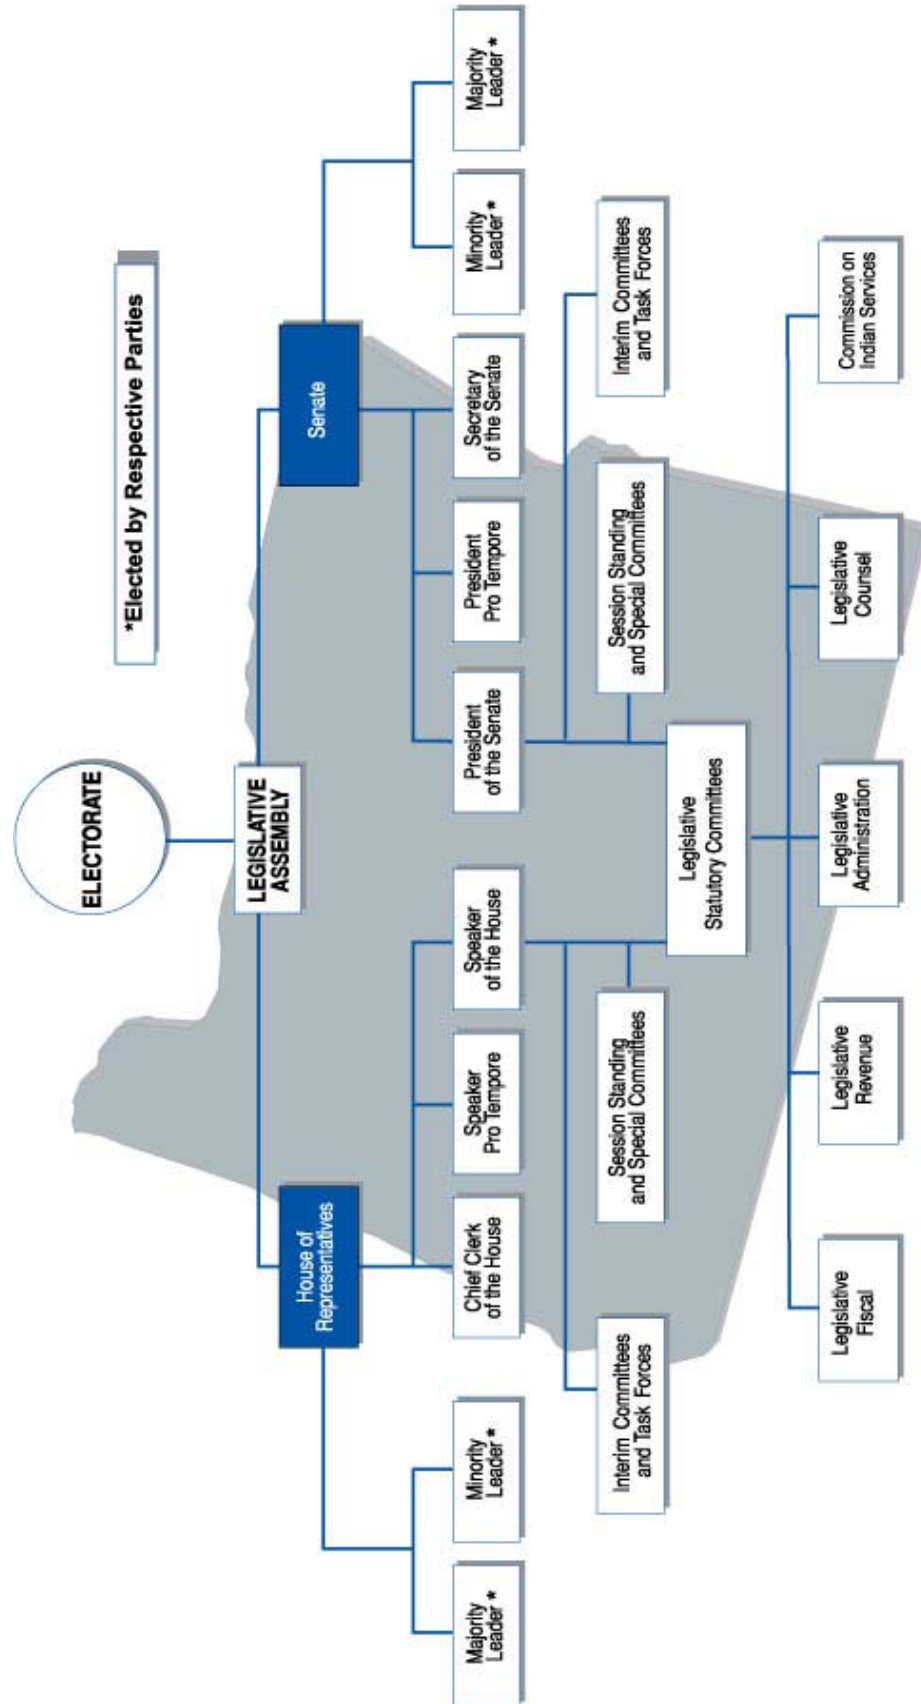 ELECTORATE
*Elected by Respective Parties
LEGISLATIVE
ASSEMBLY
House of
Representatives
Senate
Majority
Leader *
Minority
Leader *
Chief Clerk
of the House
Speaker
Pro Tempore
Speaker
of the House
President
of the Senate
President
Pro Tempore
Secretary
of the Senate
Minority
Leader *
Majority
Leader *
Interim Committees
and Task Forces
Session Standing
and Special Committees
Session Standing
and Special Committees
Interim Committees
and Task Forces
Legislative
Statutory Committees
Legislative
Fiscal
Legislative
Revenue
Legislative
Administration
Legislative
Counsel
Commission on
Indian Services